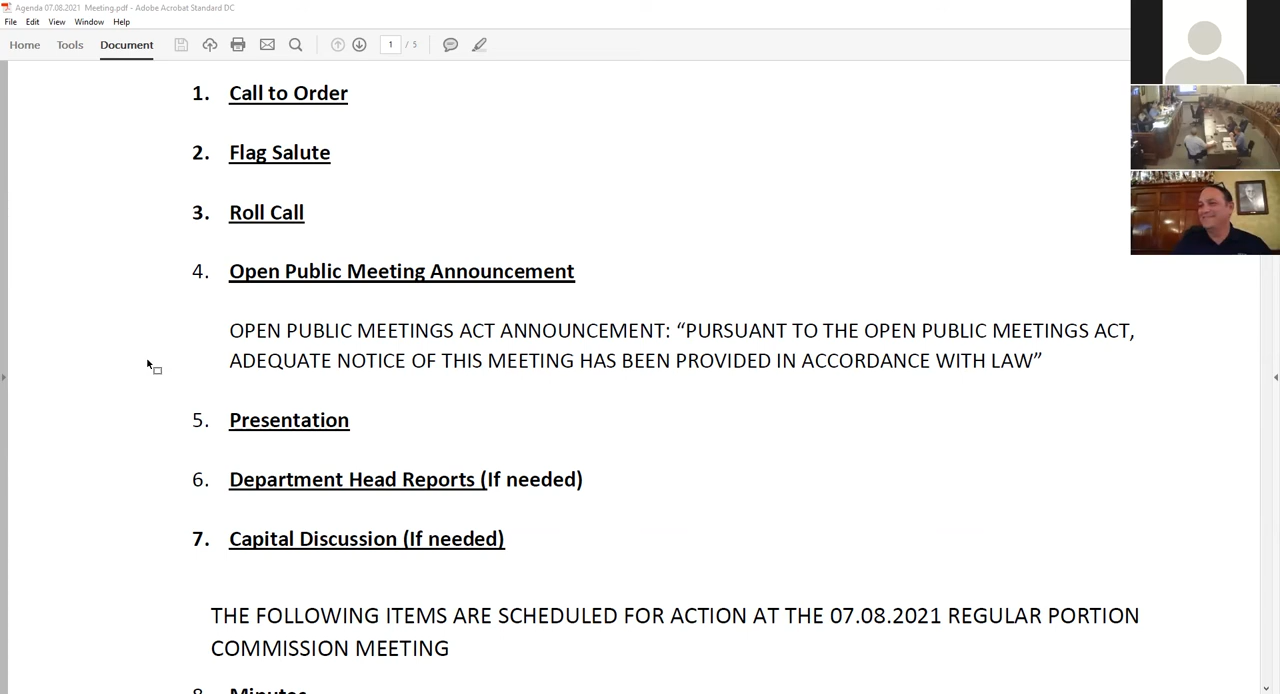 Agenda 07.08.2021 Meeting.pdf - Adobe Acrobat Standard DC
File Edit View Window Help
Home Tools Document 1 / 5
1. Call to Order
2. Flag Salute
3. Roll Call
4. Open Public Meeting Announcement
OPEN PUBLIC MEETINGS ACT ANNOUNCEMENT: “PURSUANT TO THE OPEN PUBLIC MEETINGS ACT,
ADEQUATE NOTICE OF THIS MEETING HAS BEEN PROVIDED IN ACCORDANCE WITH LAW”
5. Presentation
6. Department Head Reports (If needed)
7. Capital Discussion (If needed)
THE FOLLOWING ITEMS ARE SCHEDULED FOR ACTION AT THE 07.08.2021 REGULAR PORTION
COMMISSION MEETING
8. Minutes